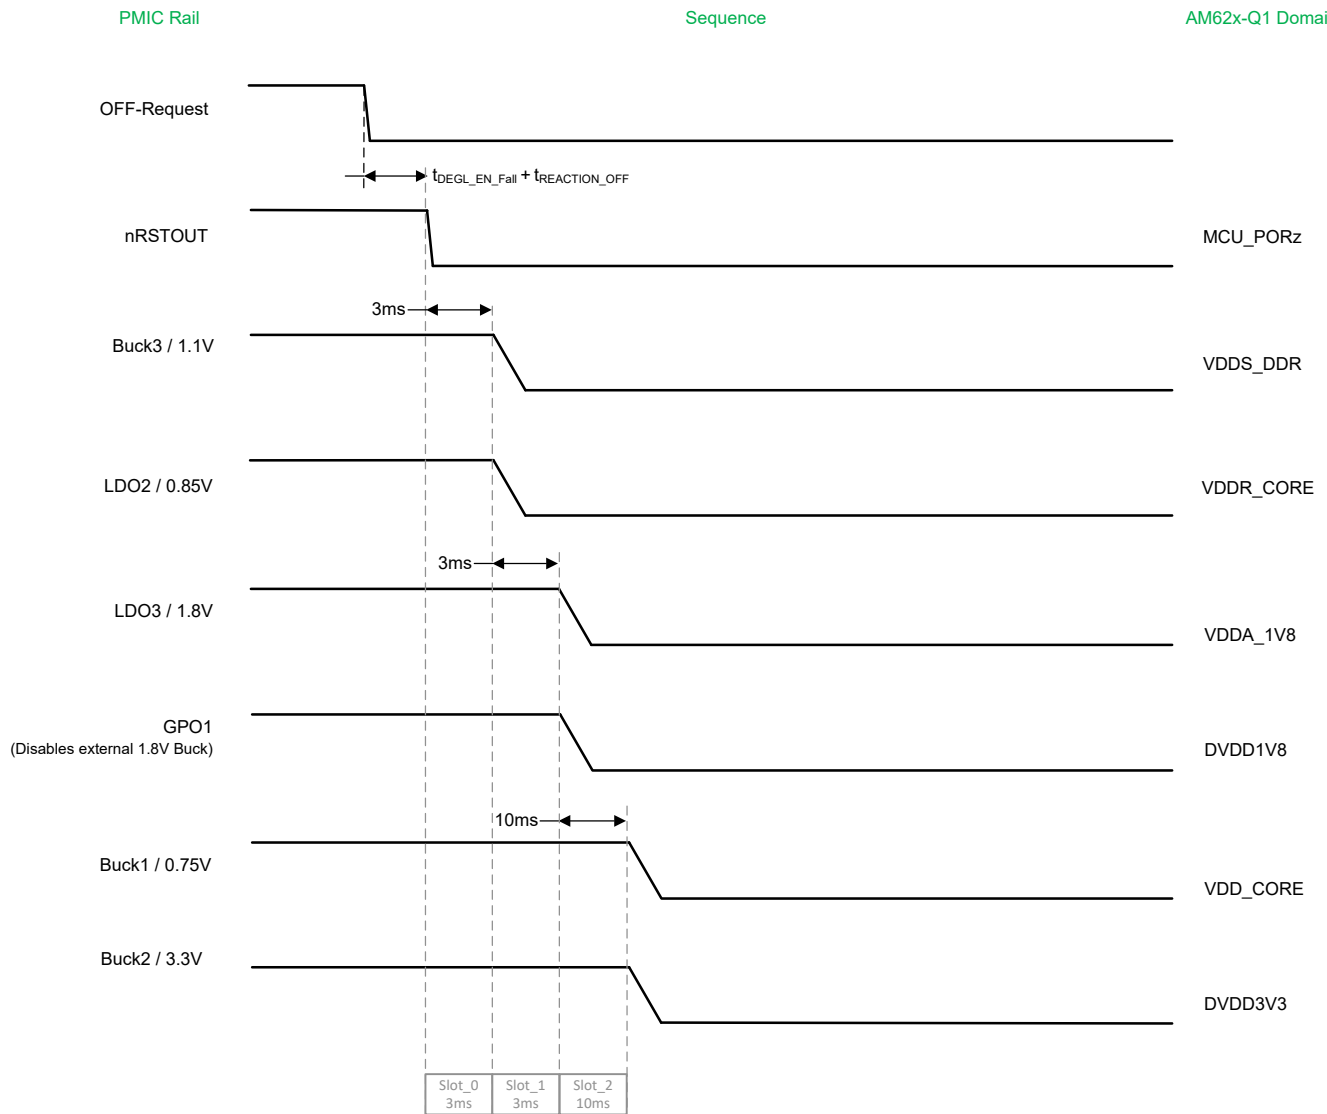 PMIC Rail
Sequence
AM62x-Q1 Domai
OFF-Request
tDEGL_EN_Fall + tREACTION_OFF
nRSTOUT
MCU_PORz
3ms
Buck3 / 1.1V
VDDS_DDR
LDO2 / 0.85V
VDDR_CORE
3ms
LDO3 / 1.8V
VDDA_1V8
GPO1
(Disables external 1.8V Buck)
DVDD1V8
10ms
Buck1 / 0.75V
VDD_CORE
Buck2 / 3.3V
DVDD3V3
Slot_0
3ms
Slot_1
3ms
Slot_2
10ms